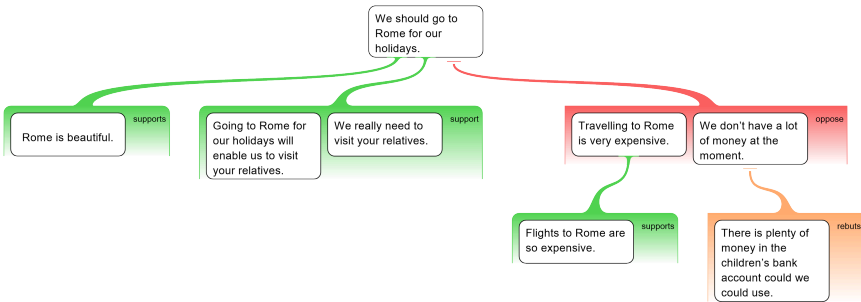 We should go to
Rome for our
holidays.
supports
Rome is beautiful.
support
Going to Rome for
our holidays will
enable us to visit
your relatives.
We really need to
visit your relatives.
oppose
Travelling to Rome
is very expensive.
We don't have a lot
of money at the
moment.
supports
Flights to Rome are
so expensive.
rebuts
There is plenty of
money in the
children's bank
account could we
could use.